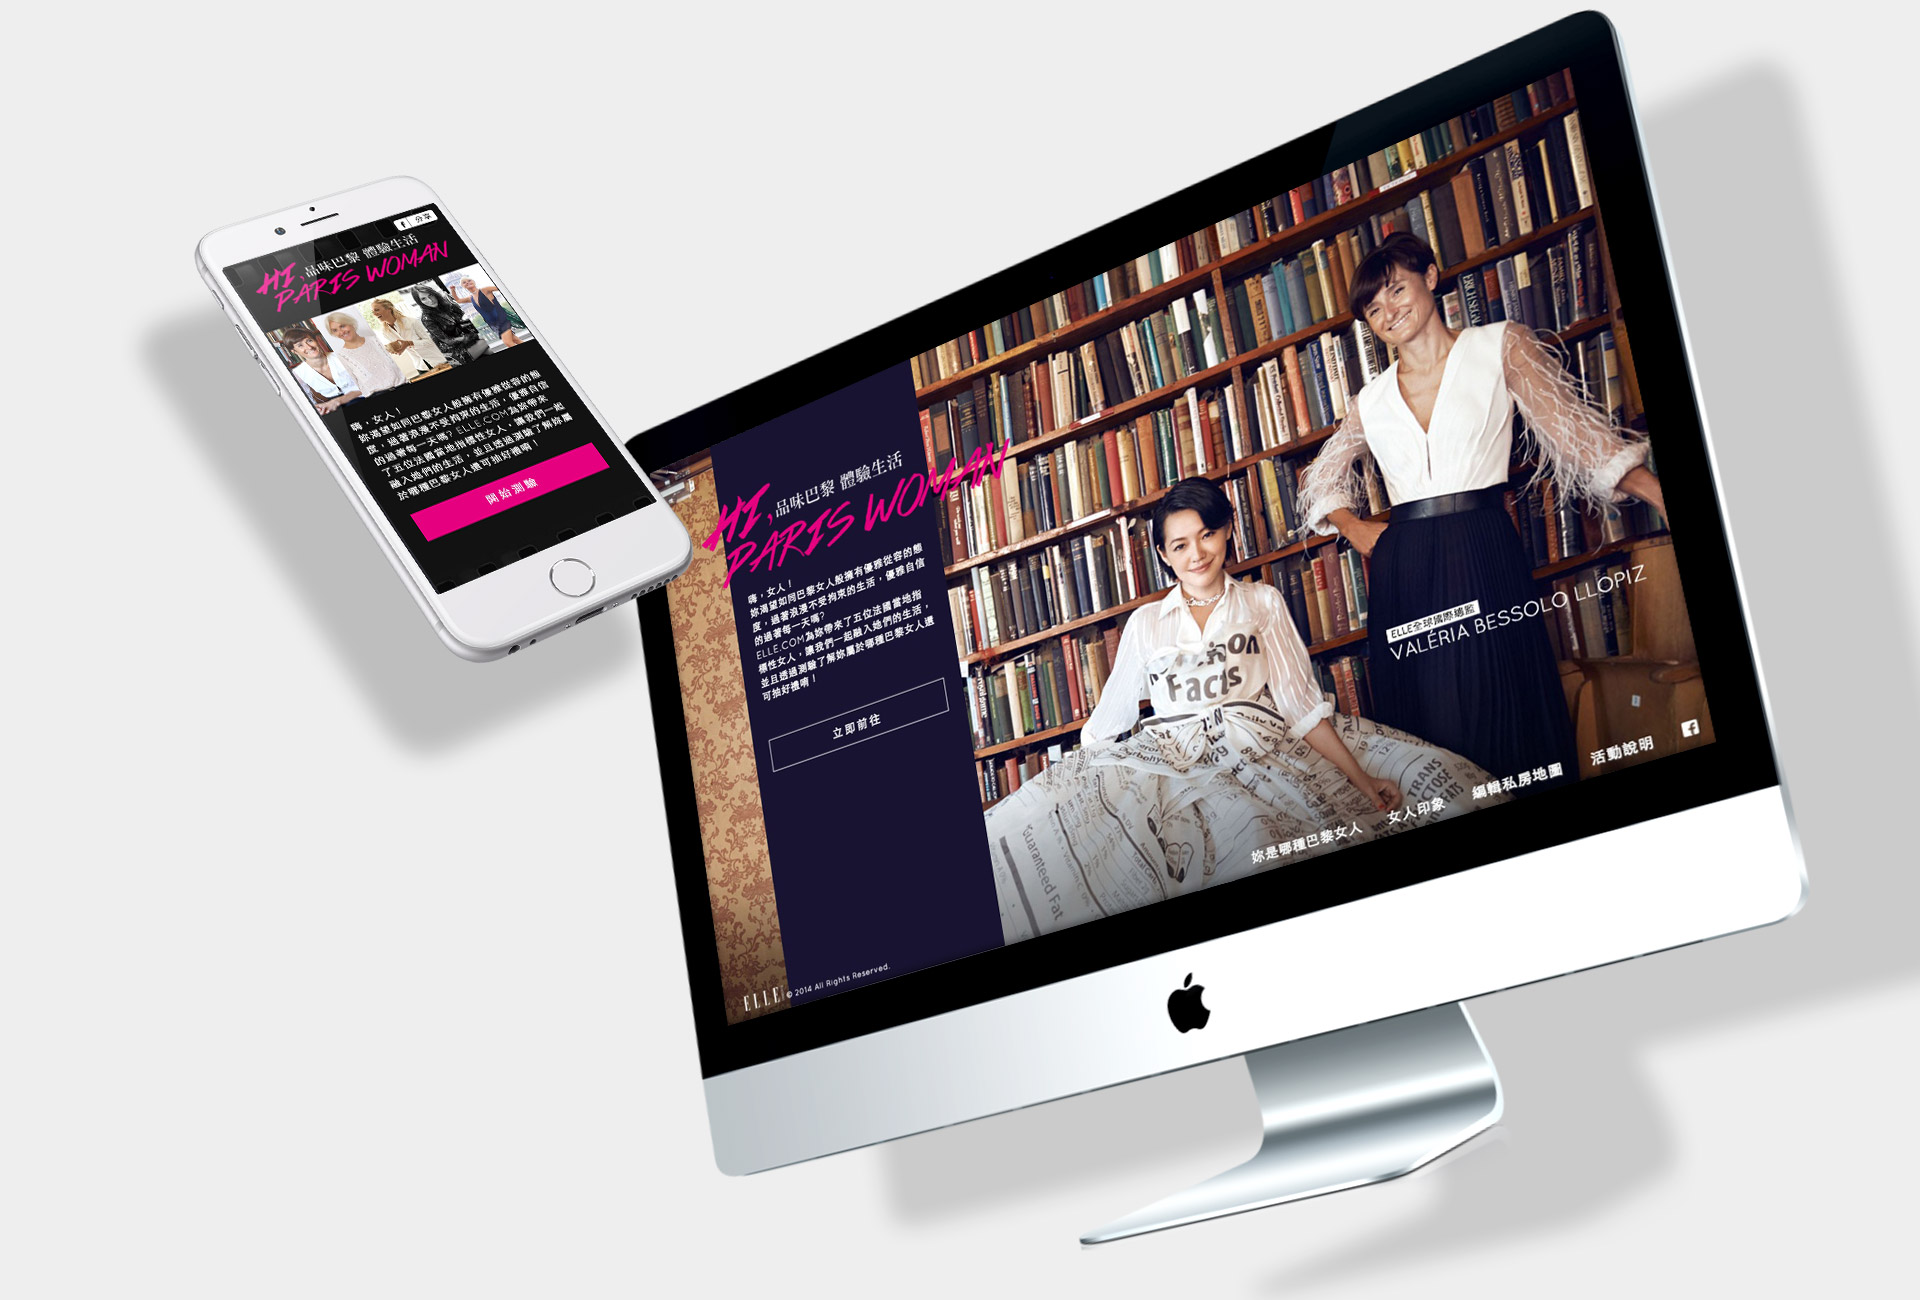 f 分享
HI, 品味巴黎 體驗生活
PARIS WOMAN
嗨，女人！
妳渴望如同巴黎女人般擁有優雅從容的態
度，過著浪漫不受拘束的生活，優雅自信
的過著每一天嗎? ELLE.COM為妳帶來
了五位法國當地指標性女人，讓我們一起
融入她們的生活，並且透過測驗了解妳屬
於哪種巴黎女人還可抽好禮唷！
開始測驗
HI, 品味巴黎 體驗生活
PARIS WOMAN
嗨，女人！
妳渴望如同巴黎女人般擁有優雅從容的態
度，過著浪漫不受拘束的生活，優雅自信
的過著每一天嗎?
ELLE.COM為妳帶來了五位法國當地指
標性女人，讓我們一起融入她們的生活，
並且透過測驗了解妳屬於哪種巴黎女人還
可抽好禮唷！
立即前往
Facts
Guaranteed Fat
ELLE全球國際總監
VALÉRIA BESSOLO LLOPIZ
妳是哪種巴黎女人 女人印象 編輯私房地圖 活動說明 f
ELLE © 2014 All Rights Reserved.